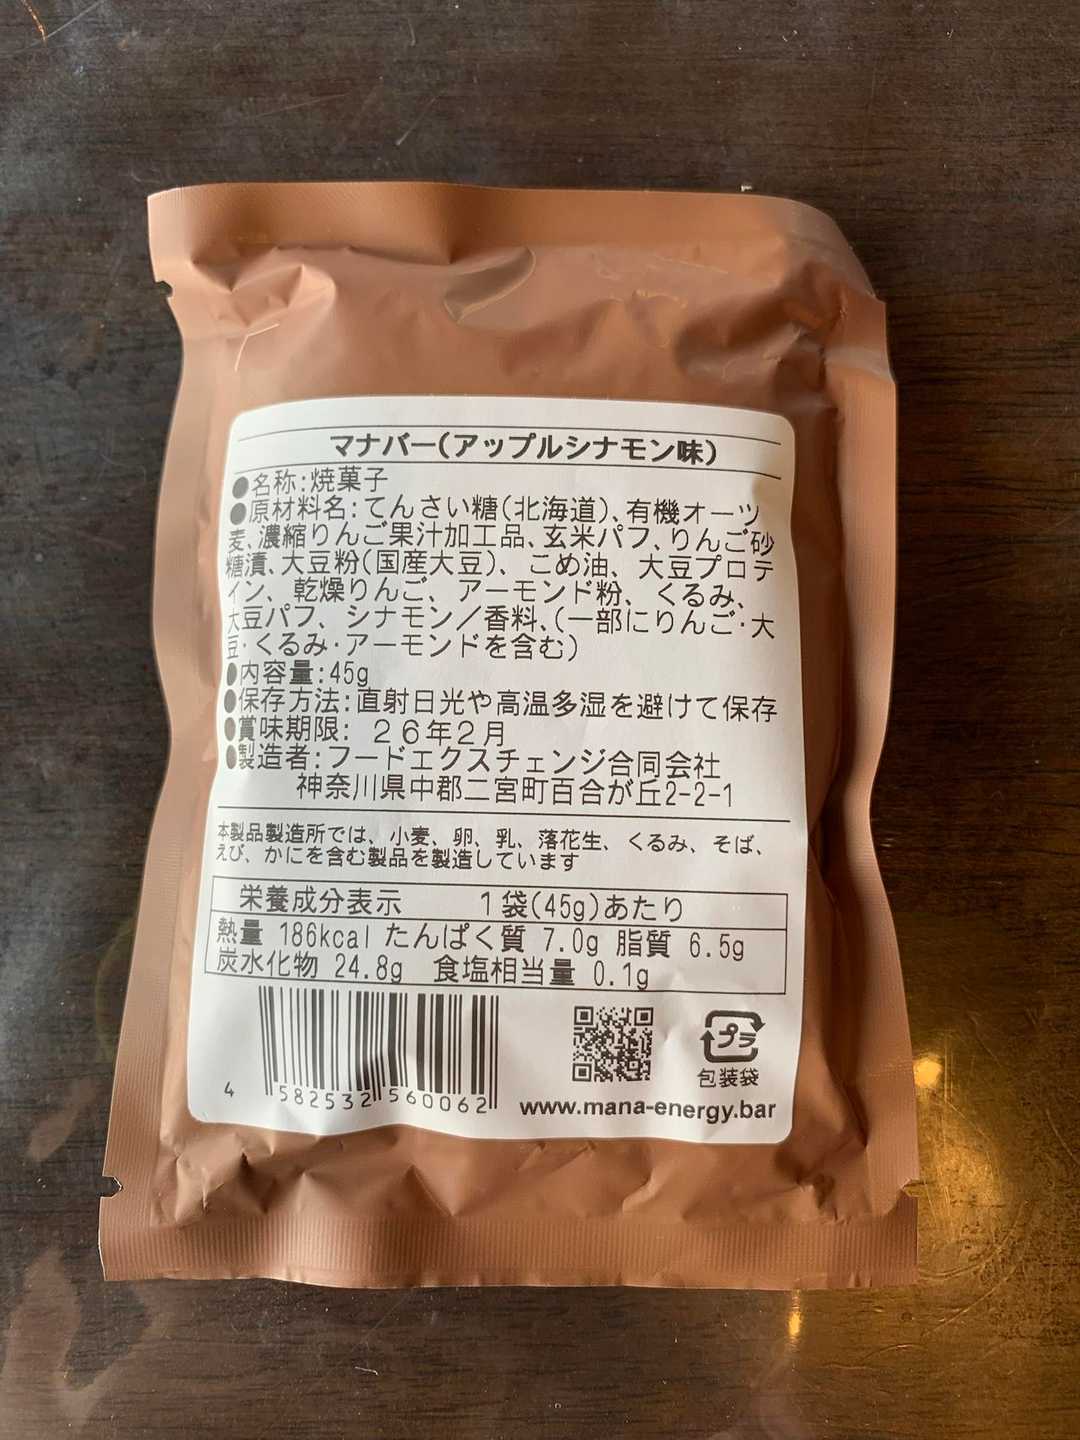 マナバー(アップルシナモン味)
●名称:焼菓子
●原材料名:てんさい糖(北海道)、有機オーツ
麦、濃縮りんご果汁加工品、玄米パフ、りんご砂
糖漬、大豆粉(国産大豆)、こめ油、大豆プロテ
イン、乾燥りんご、アーモンド粉、くるみ、
大豆パフ、シナモン/香料、(一部にりんご・大
豆・くるみ・アーモンドを含む)
●内容量:45g
●保存方法:直射日光や高温多湿を避けて保存
●賞味期限: 26年2月
●製造者:フードエクスチェンジ合同会社
神奈川県中郡二宮町百合が丘2-2-1
本製品製造所では、小麦、卵、乳、落花生、くるみ、そば、
えび、かにを含む製品を製造しています
栄養成分表示 1袋(45g)あたり
熱量 186kcal たんぱく質 7.0g 脂質 6.5g
炭水化物 24.8g 食塩相当量 0.1g
プラ
包装袋
4 582532 560062
www.mana-energy.bar